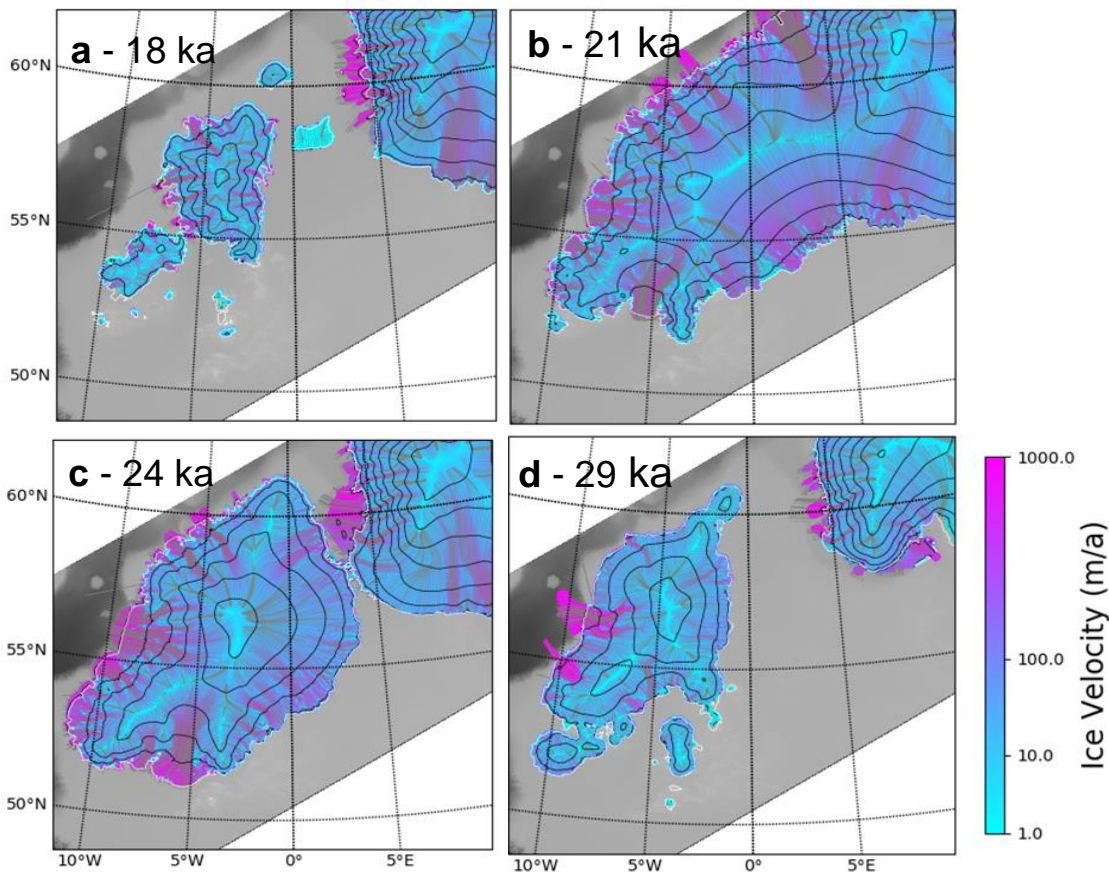 a - 18 ka
b - 21 ka
60°N
55°N
50°N
c - 24 ka
d - 29 ka
60°N
55°N
50°N
10°W 5°W 0° 5°E
10°W 5°W 0° 5°E
1000.0
100.0
10.0
1.0
Ice Velocity (m/a)